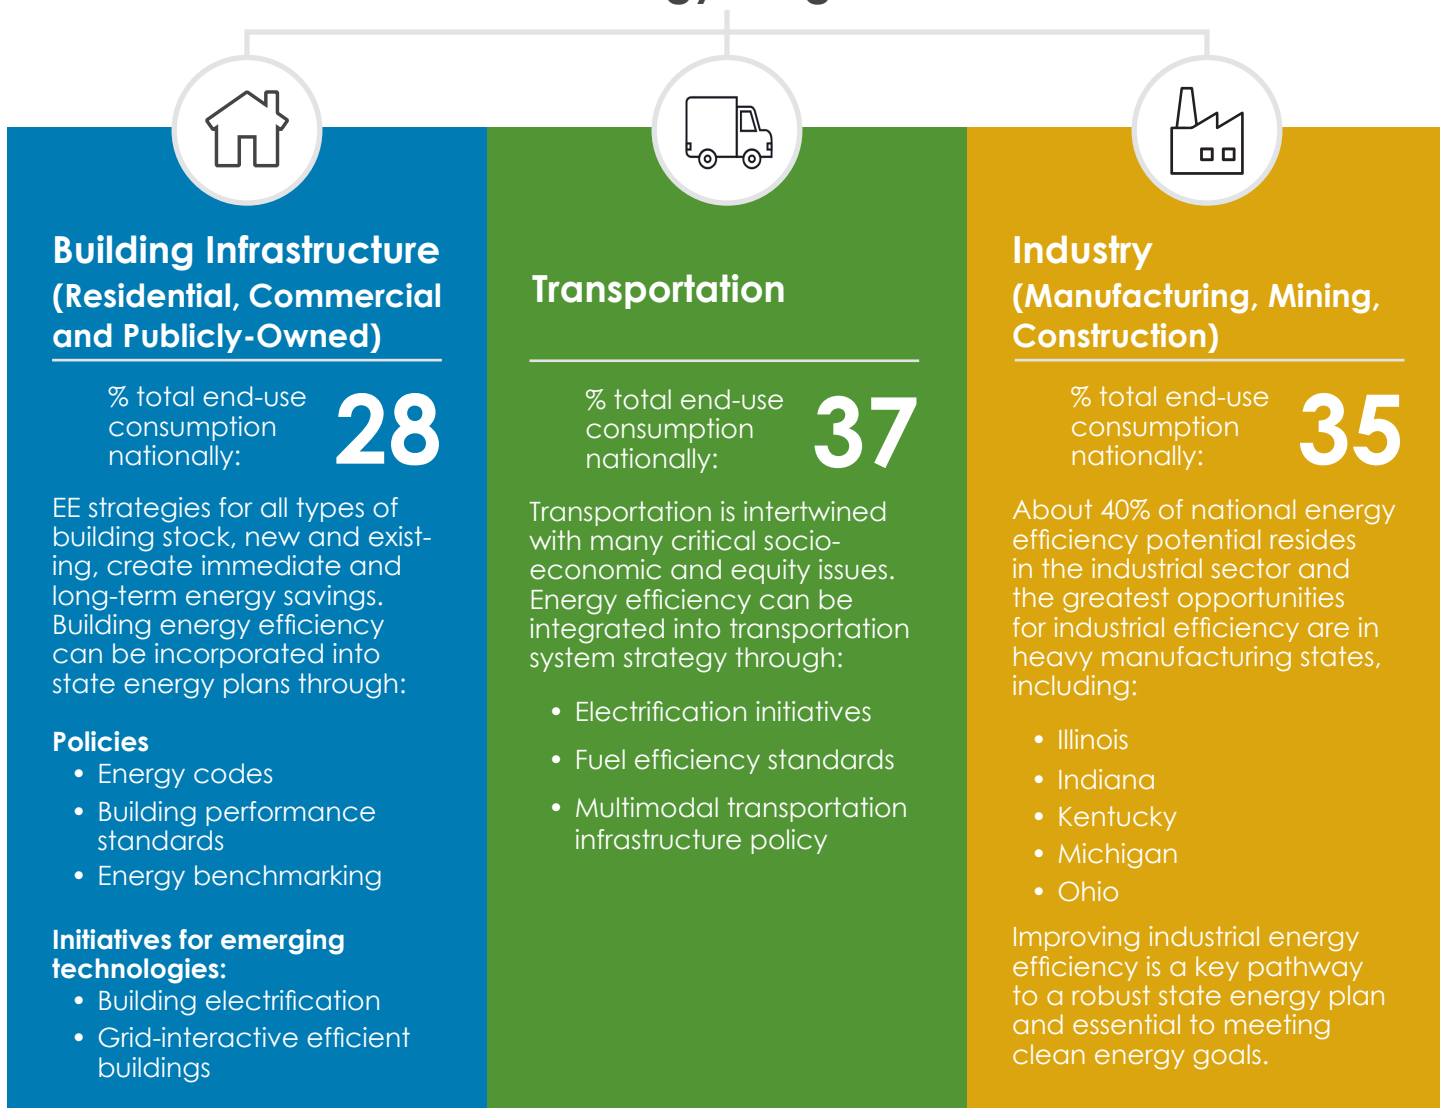 Building Infrastructure
(Residential, Commercial
and Publicly-Owned)
% total end-use
consumption
nationally:
28
EE strategies for all types of
building stock, new and exist-
ing, create immediate and
long-term energy savings.
Building energy efficiency
can be incorporated into
state energy plans through:
Policies
• Energy codes
• Building performance
standards
• Energy benchmarking
Initiatives for emerging
technologies:
• Building electrification
• Grid-interactive efficient
buildings
Transportation
% total end-use
consumption
nationally:
37
Transportation is intertwined
with many critical socio-
economic and equity issues.
Energy efficiency can be
integrated into transportation
system strategy through:
• Electrification initiatives
• Fuel efficiency standards
• Multimodal transportation
infrastructure policy
Industry
(Manufacturing, Mining,
Construction)
% total end-use
consumption
nationally:
35
About 40% of national energy
efficiency potential resides
in the industrial sector and
the greatest opportunities
for industrial efficiency are in
heavy manufacturing states,
including:
• Illinois
• Indiana
• Kentucky
• Michigan
• Ohio
Improving industrial energy
efficiency is a key pathway
to a robust state energy plan
and essential to meeting
clean energy goals.